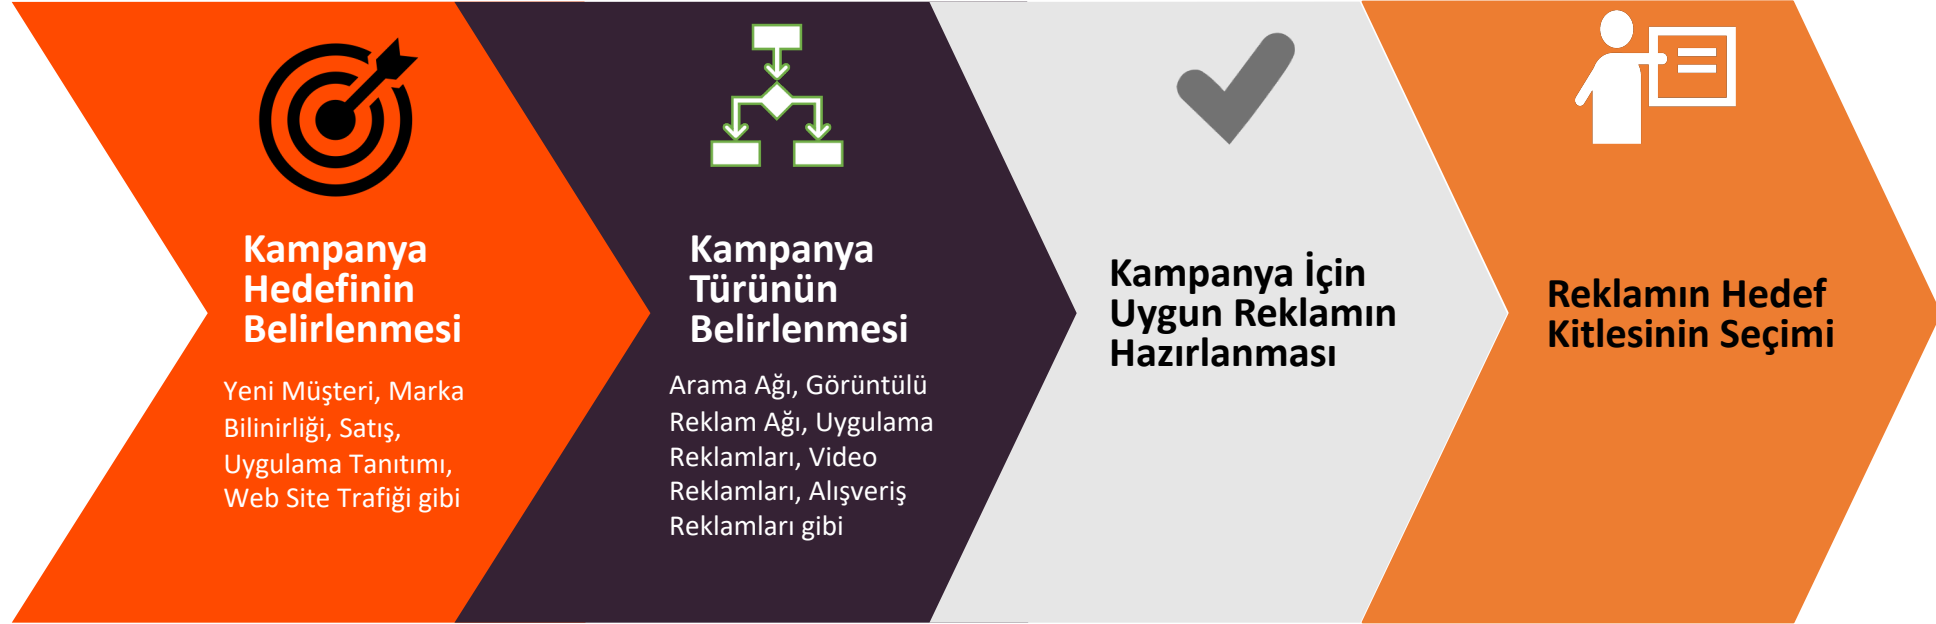 Kampanya
Hedefinin
Belirlenmesi
Yeni Müşteri, Marka
Bilinirliği, Satış,
Uygulama Tanıtımı,
Web Site Trafiği gibi
Kampanya
Türünün
Belirlenmesi
Arama Ağı, Görüntülü
Reklam Ağı, Uygulama
Reklamları, Video
Reklamları, Alışveriş
Reklamları gibi
Kampanya İçin
Uygun Reklamın
Hazırlanması
Reklamın Hedef
Kitlesinin Seçimi